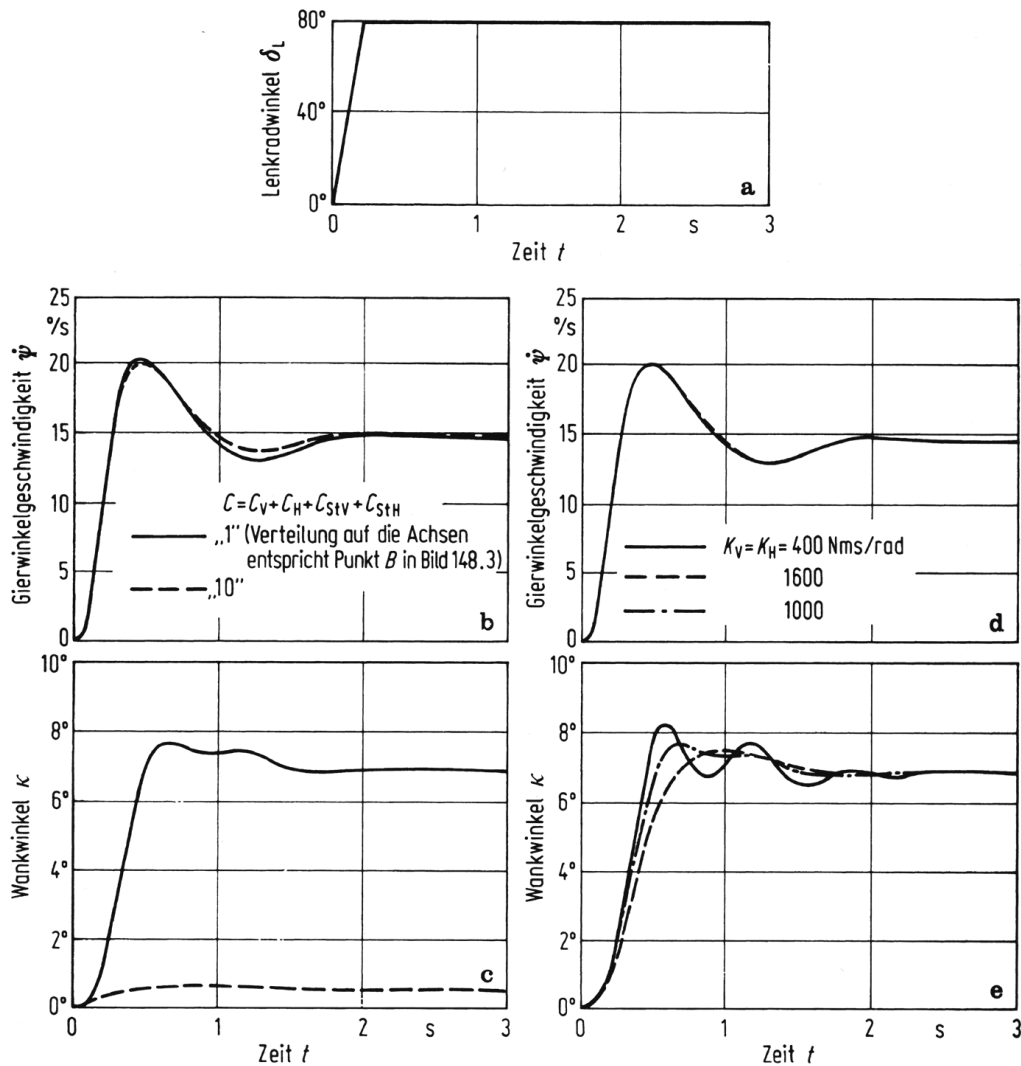 80°
40°
0°
Lenkradwinkel δL
a
0 1 2 s 3
Zeit t
25
°/s
20
15
10
5
0
Gierwinkelgeschwindigkeit ψ̇
C=CV+CH+CStV+CStH
„1” (Verteilung auf die Achsen
entspricht Punkt B in Bild 148.3)
„10”
b
25
°/s
20
15
10
5
0
Gierwinkelgeschwindigkeit ψ̇
KV=KH=400 Nms/rad
1600
1000
d
10°
8°
6°
4°
2°
0°
Wankwinkel κ
c
0 1 2 s 3
Zeit t
10°
8°
6°
4°
2°
0°
Wankwinkel κ
e
0 1 2 s 3
Zeit t